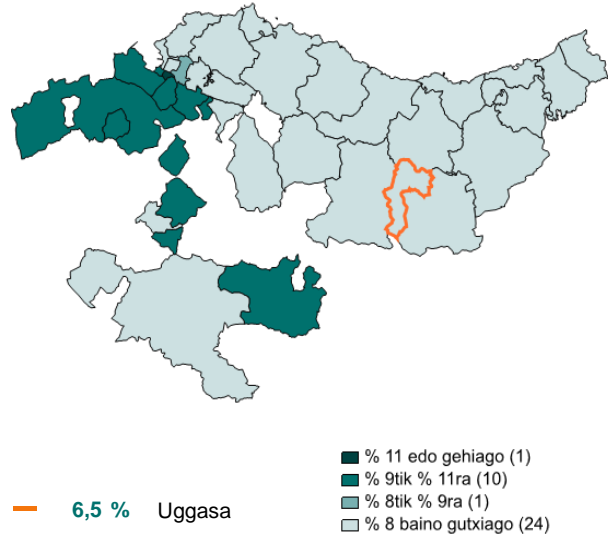 % 11 edo gehiago (1)
% 9tik % 11ra (10)
% 8tik % 9ra (1)
% 8 baino gutxiago (24)
6,5 % Uggasa